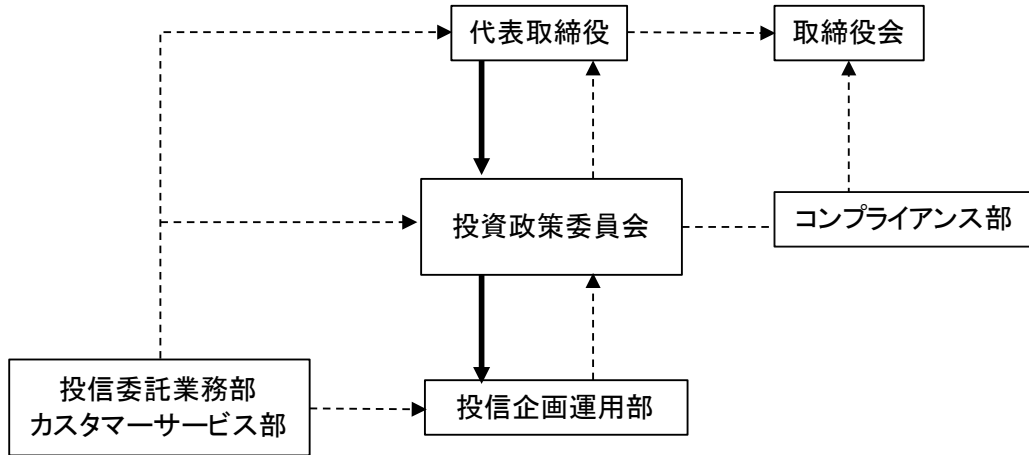 代表取締役
取締役会
投資政策委員会
コンプライアンス部
投信委託業務部
カスタマーサービス部
投信企画運用部